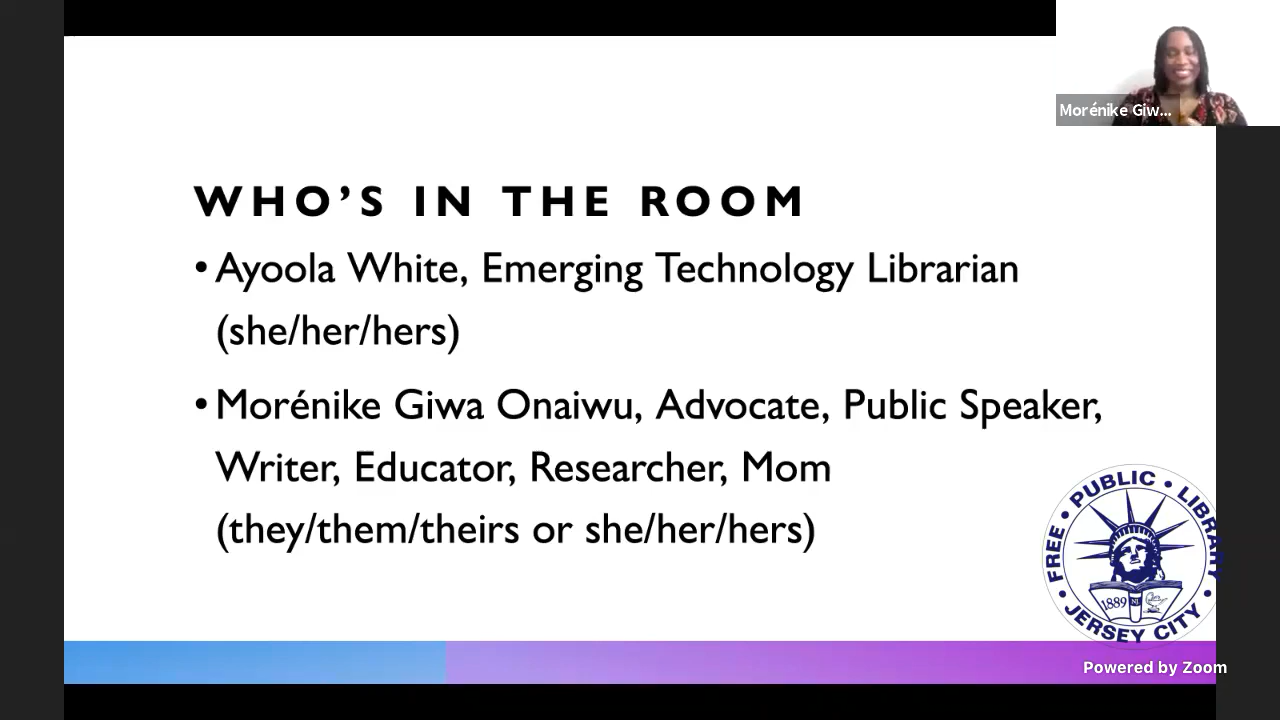 Morénike Giw...
WHO'S IN THE ROOM
•Ayoola White, Emerging Technology Librarian
(she/her/hers)
•Morénike Giwa Onaiwu, Advocate, Public Speaker,
Writer, Educator, Researcher, Mom
(they/them/theirs or she/her/hers)
FREE • PUBLIC • LIBRARY
• JERSEY CITY •
1889 NJ
Powered by Zoom